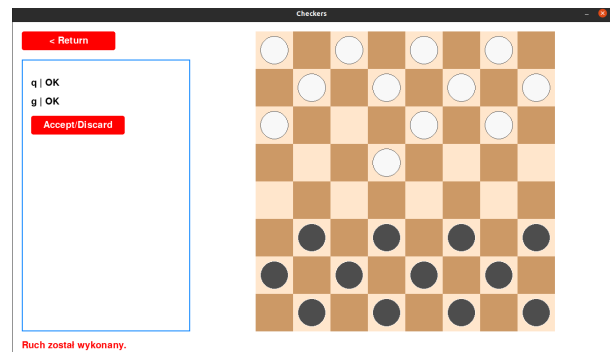 Checkers
< Return
q | OK
g | OK
Accept/Discard
Ruch został wykonany.